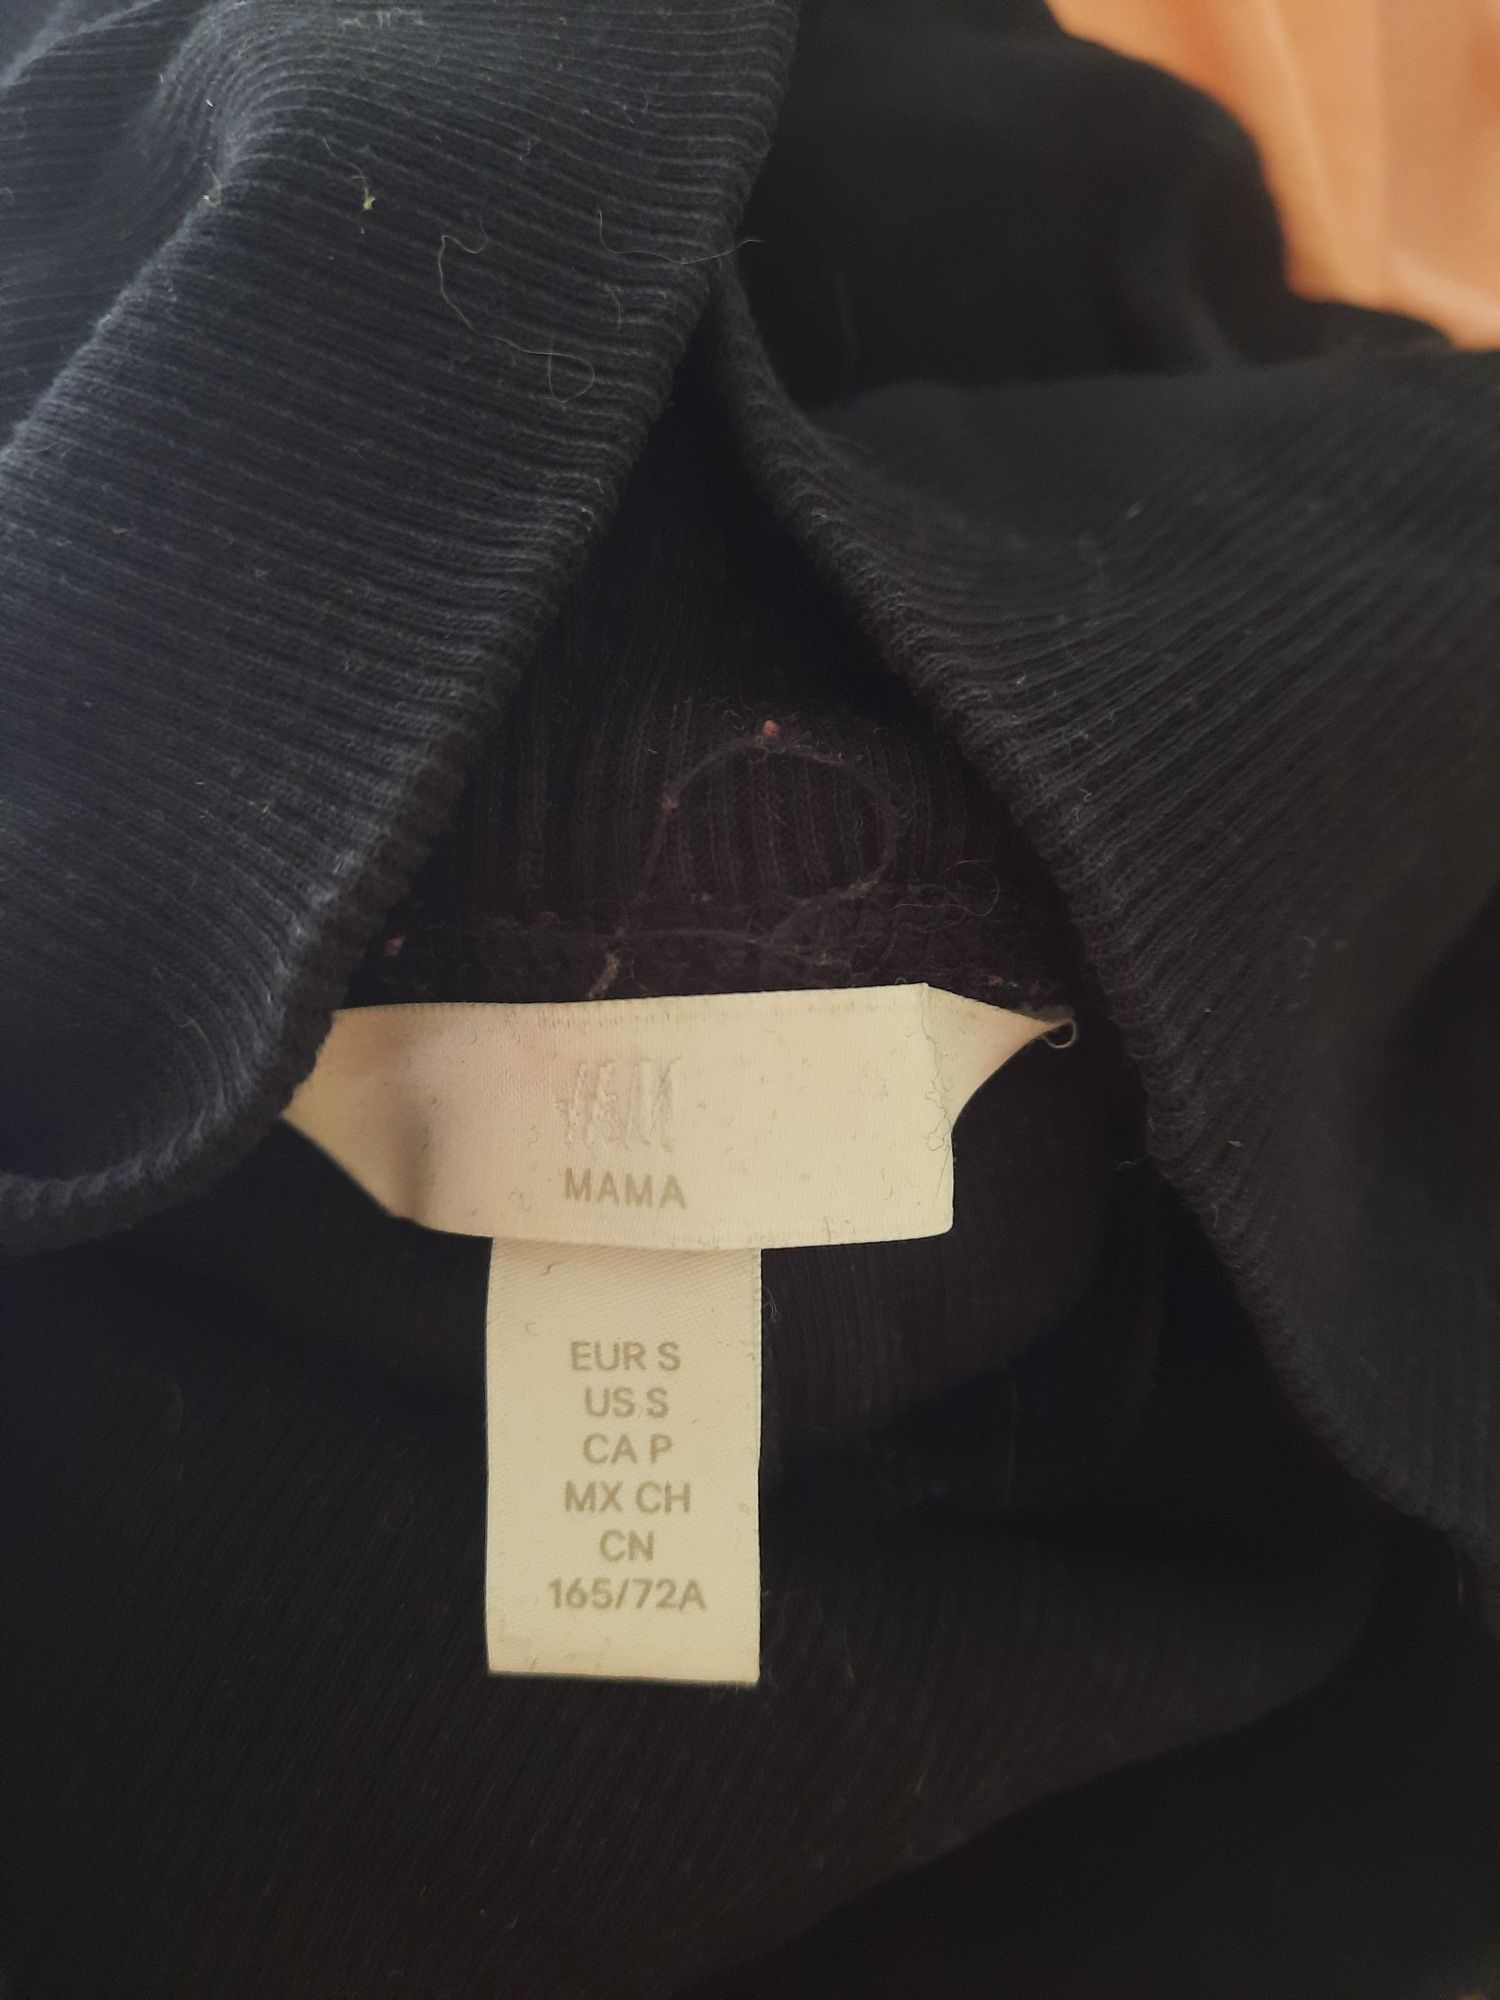 H&M
MAMA
EUR S
US S
CA P
MX CH
CN
165/72A